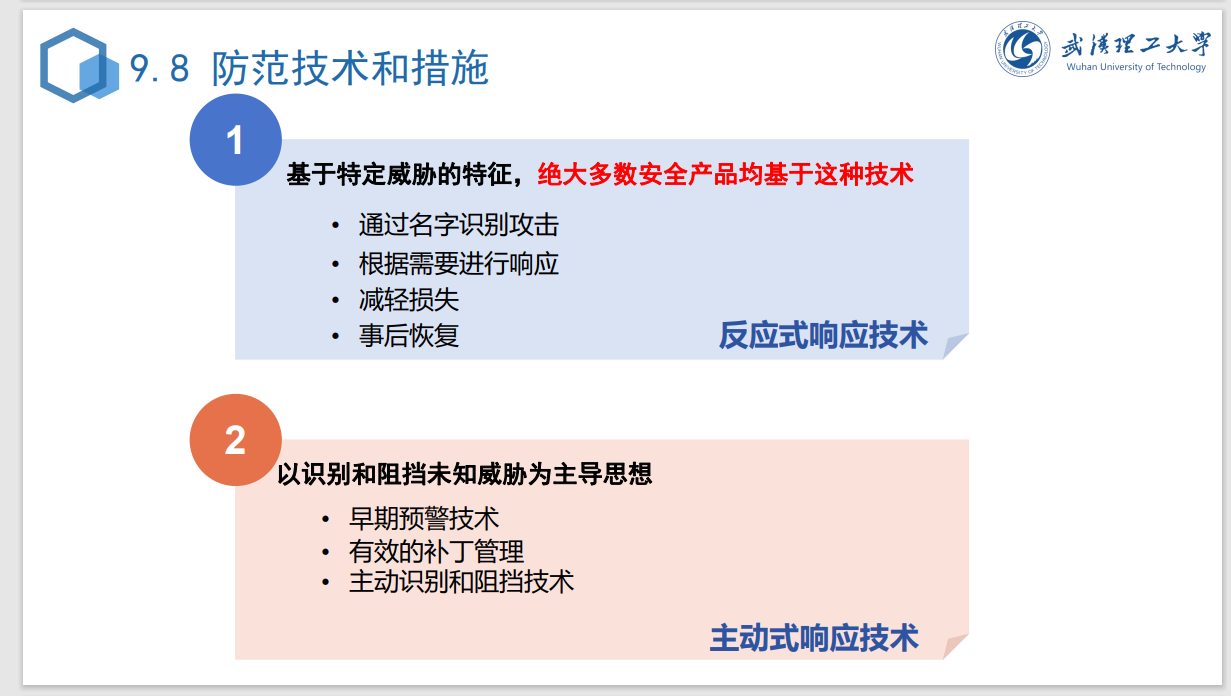 9.8 防范技术和措施
武汉理工大学
Wuhan University of Technology
1
基于特定威胁的特征，绝大多数安全产品均基于这种技术
• 通过名字识别攻击
• 根据需要进行响应
• 减轻损失
• 事后恢复
反应式响应技术
2
以识别和阻挡未知威胁为主导思想
• 早期预警技术
• 有效的补丁管理
• 主动识别和阻挡技术
主动式响应技术